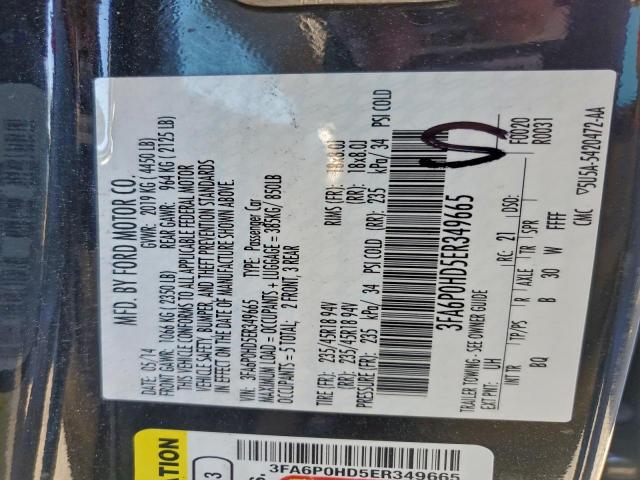 MFD. BY FORD MOTOR CO.
05/14 GVWR: 2019 KG ( 4450 LB)
FRONT GAWR: 1066 KG ( 2350 LB) REAR GAWR: 964 KG ( 2125 LB)
THIS VEHICLE CONFORMS TO ALL APPLICABLE FEDERAL MOTOR
VEHICLE SAFETY, BUMPER, AND THEFT PREVENTION STANDARDS
IN EFFECT ON THE DATE OF MANUFACTURE SHOWN ABOVE.
VIN: 3FA6P0HD5ER349665 TYPE: Passenger Car
MAXIMUM LOAD = OCCUPANTS + LUGGAGE = 385KG/ 850LB
OCCUPANTS = 5 TOTAL: 2 FRONT, 3 REAR
TIRE (FR): 235/45R18 94V RIMS (FR): 18x8.0J
(RR): 235/45R18 94V (RR): 18x8.0J
PRESSURE (FR): 235 kPa/ 34 PSI COLD (RR): 235 kPa/ 34 PSI COLD
3FA6P0HD5ER349665
TRAILER TOWING - SEE OWNER GUIDE
F0020
EXT PNT: UH RC: 21 DSO: R0031
INT TR TP/PS R AXLE TR SPR
BQ B 30 W FFFF
CMC 5U5A-5420472-AA
3FA6P0HD5ER349665